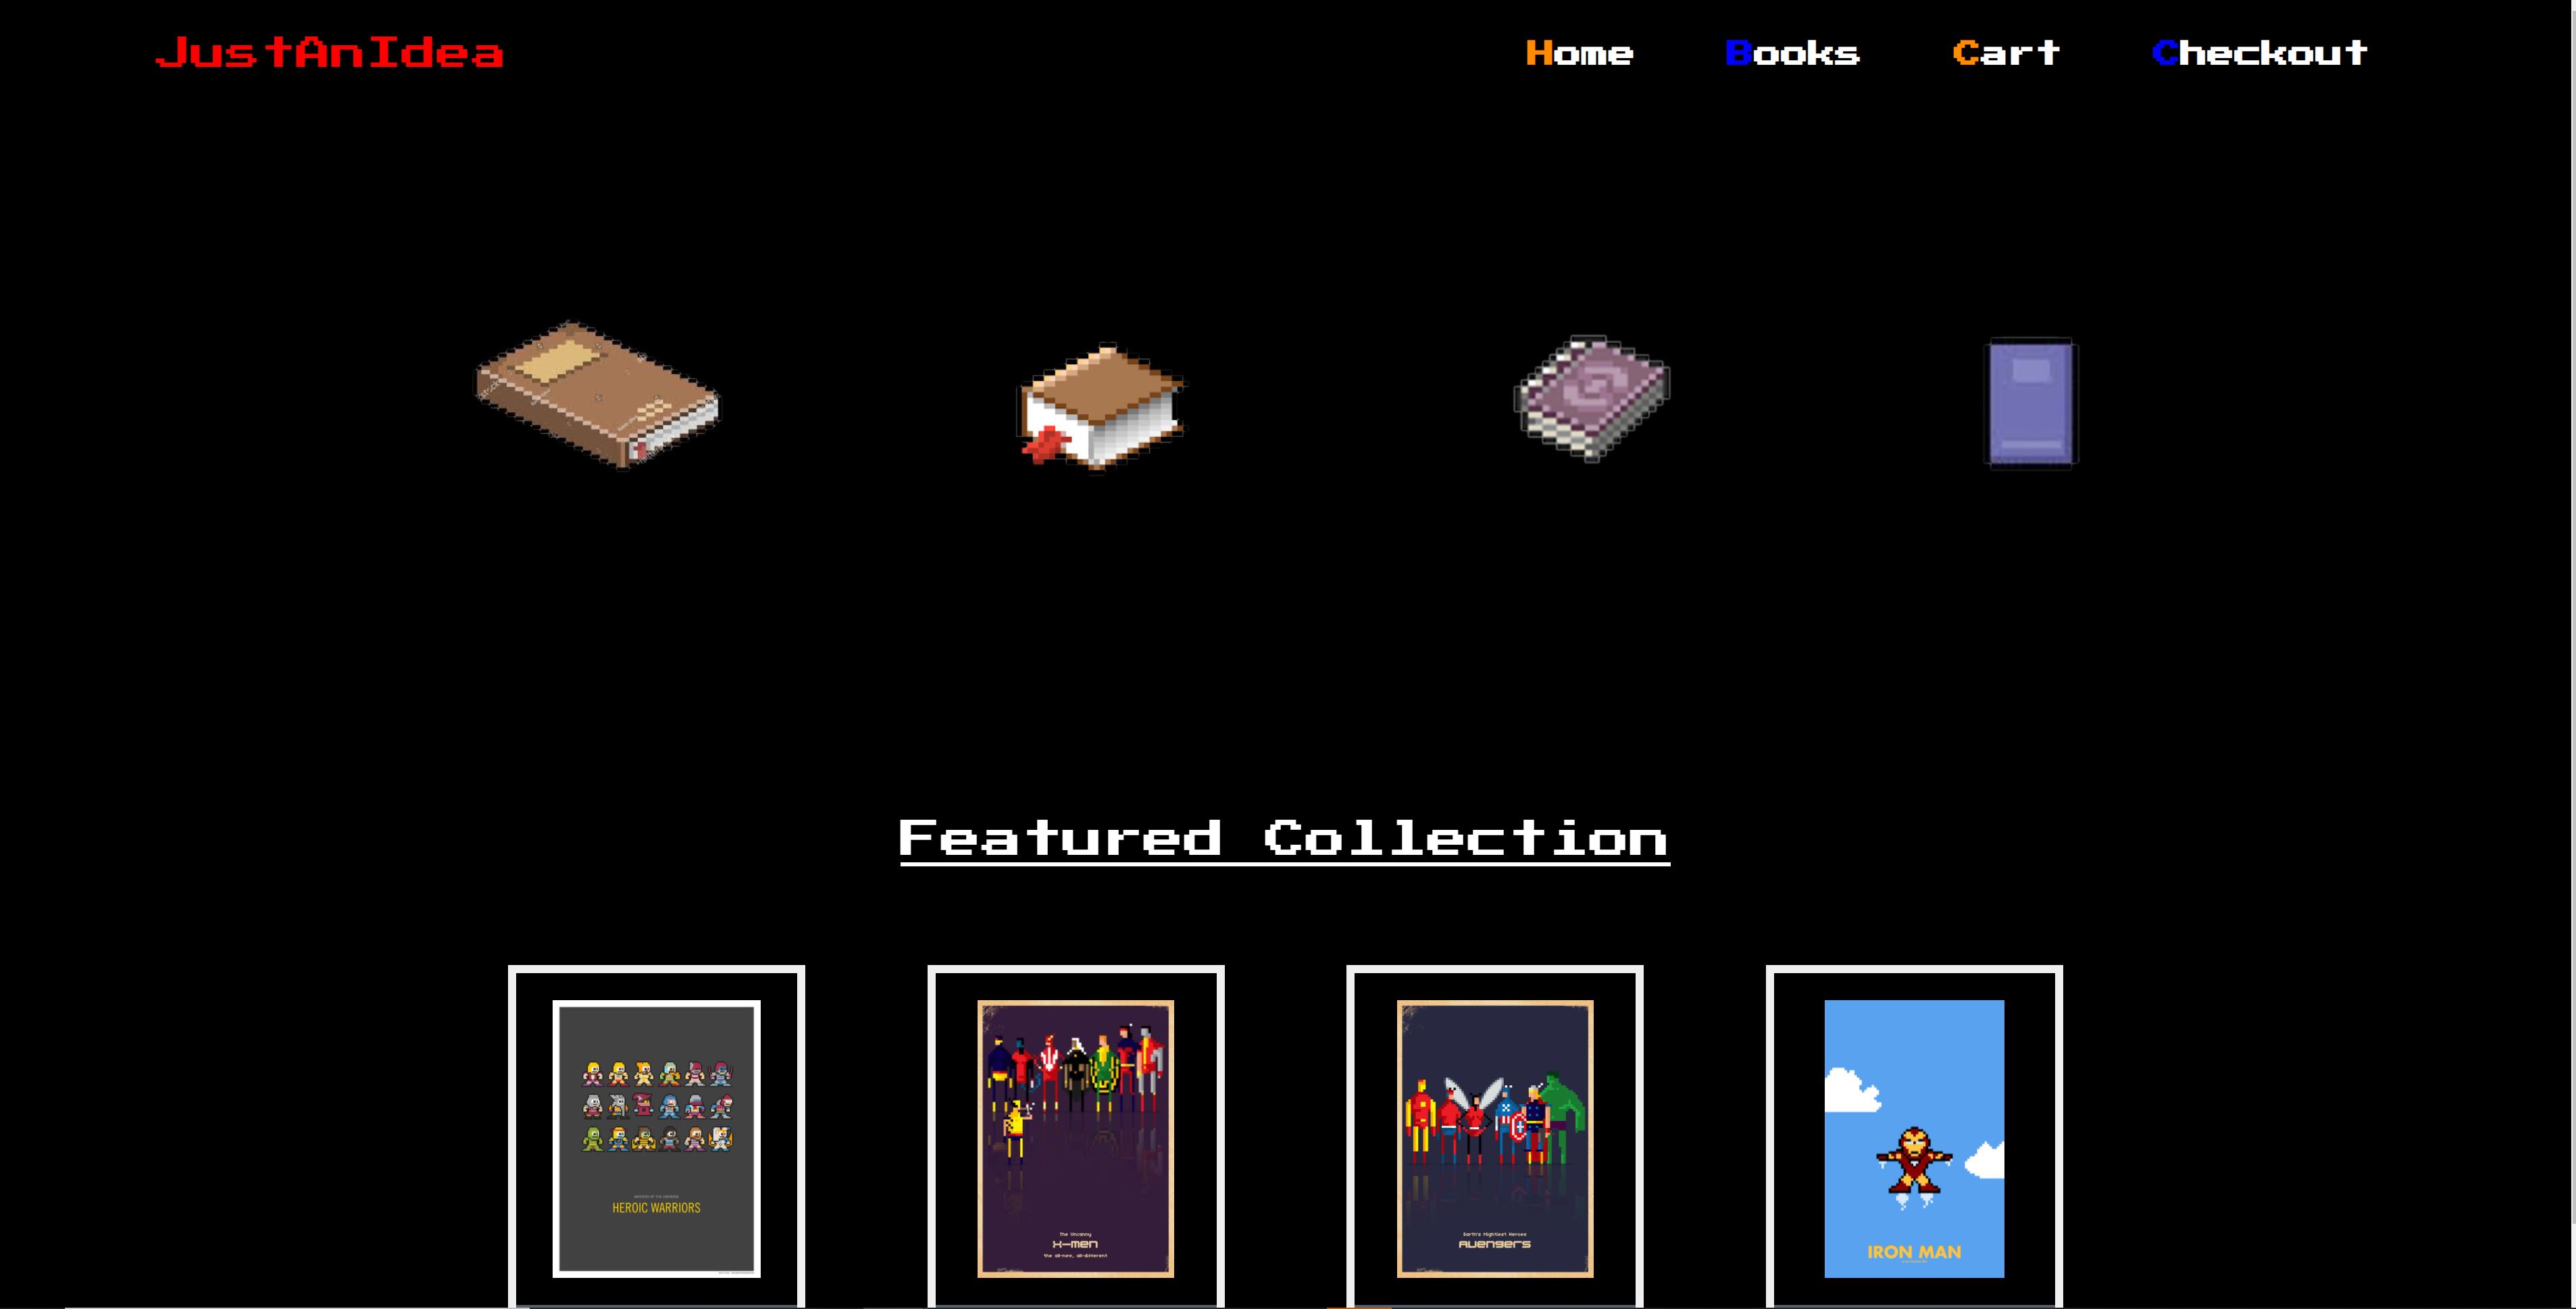 JustAnIdea
Home Books Cart Checkout
Featured Collection
HEROIC WARRIORS
The Uncanny
X-MEN
the all-new, all-different
Earth's Mightiest Heroes
AVENGERS
IRON MAN